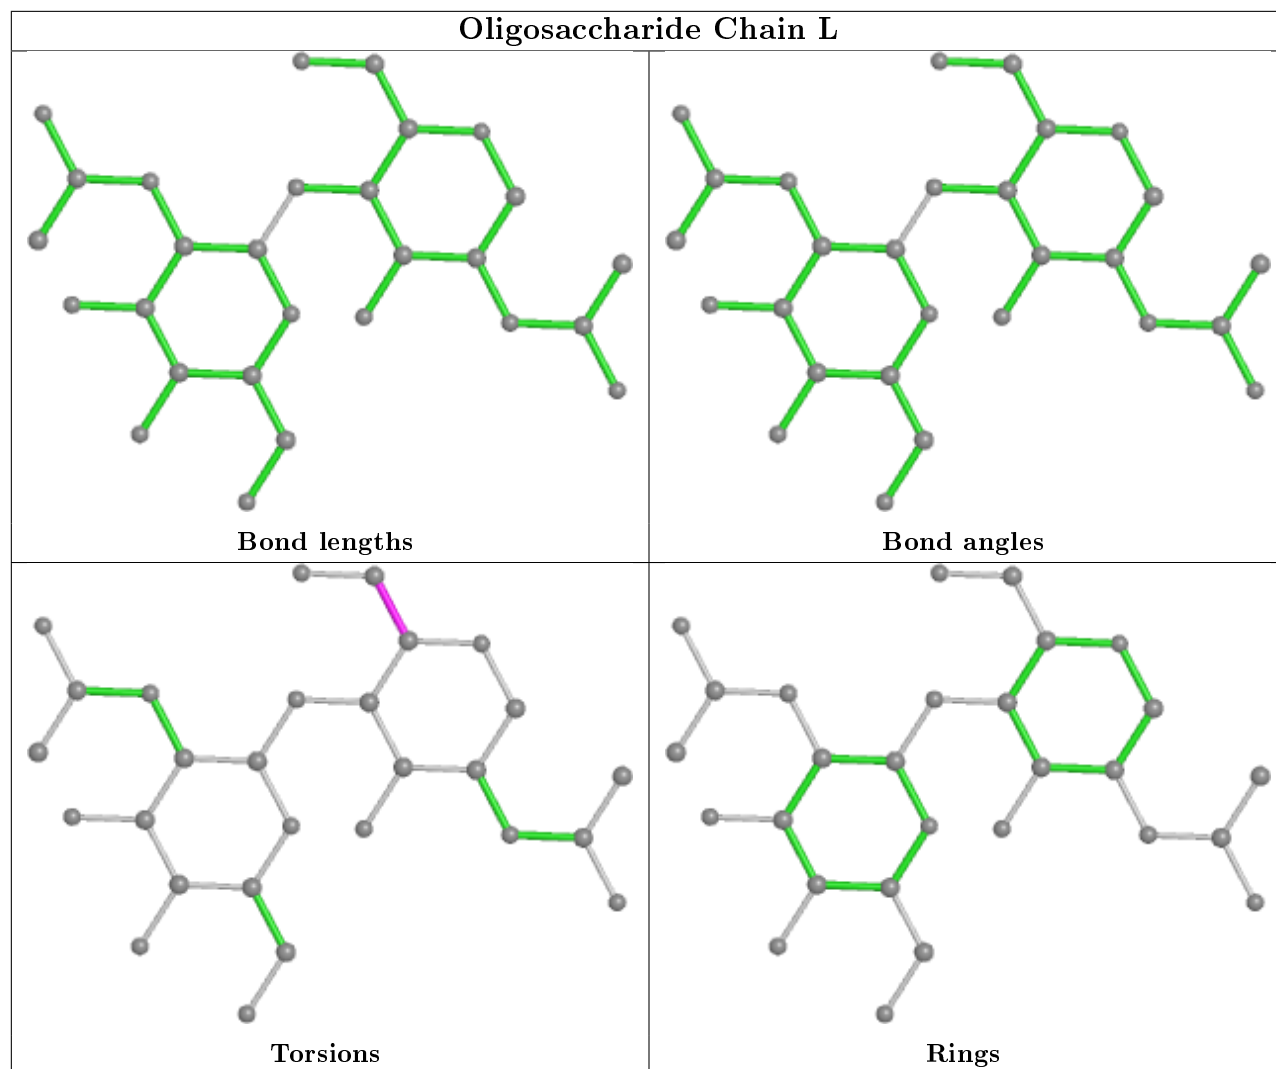 Oligosaccharide Chain L
Bond lengths
Bond angles
Torsions
Rings